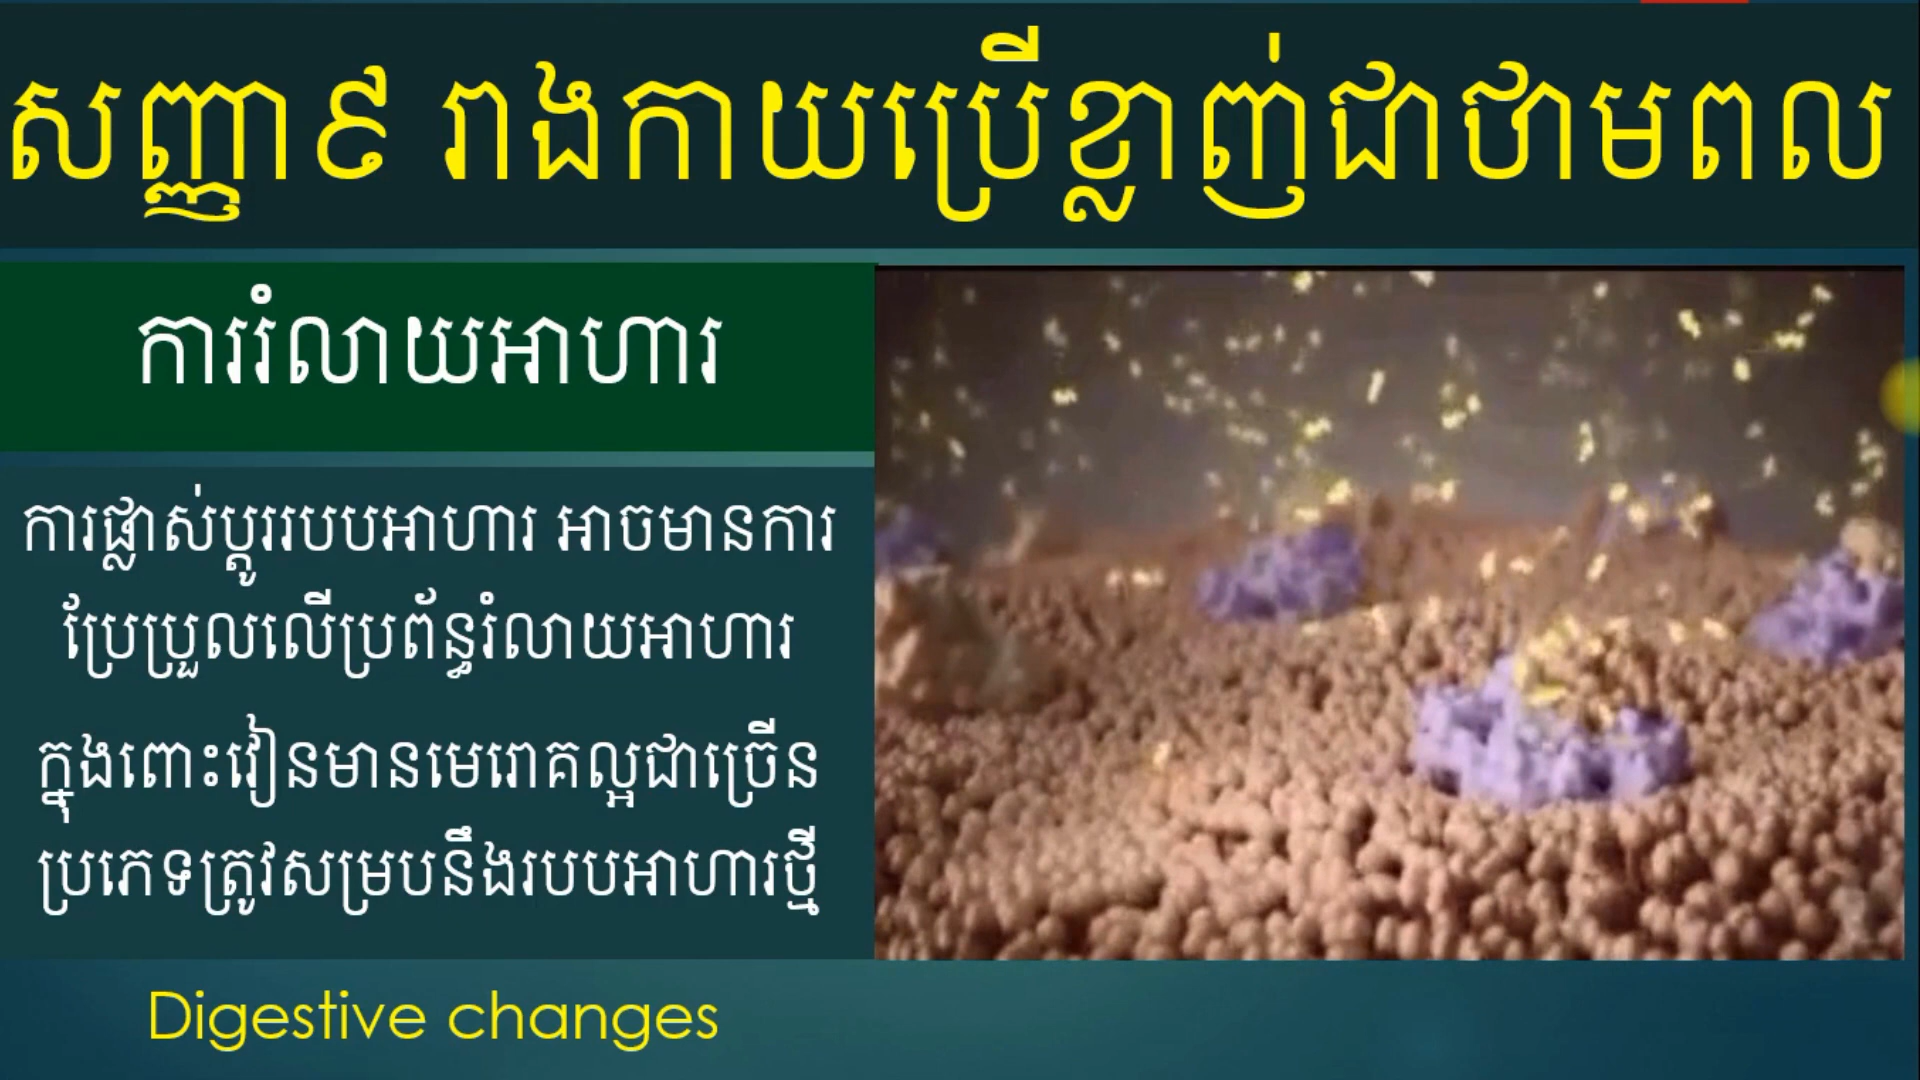 សញ្ញា៩ រាងកាយប្រើខ្លាញ់ជាថាមពល
ការរំលាយអាហារ
ការផ្លាស់ប្តូររបបអាហារ អាចមានការ
ប្រែប្រួលលើប្រព័ន្ធរំលាយអាហារ
ក្នុងពោះវៀនមានមេរោគល្អជាច្រើន
ប្រភេទត្រូវសម្របនឹងរបបអាហារថ្មី
Digestive changes